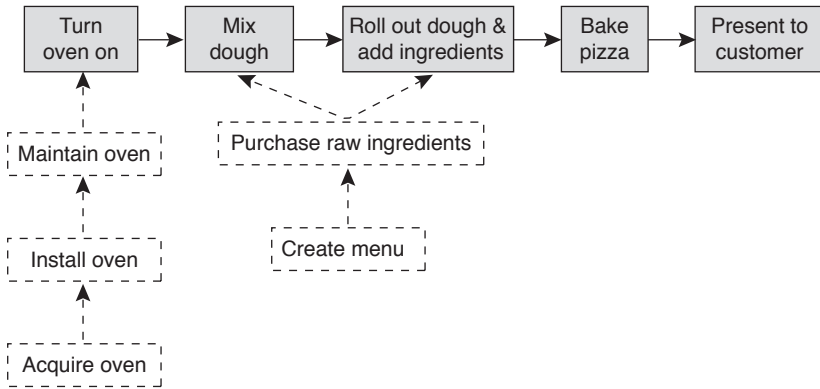 Turn
oven on
Mix
dough
Roll out dough &
add ingredients
Bake
pizza
Present to
customer
Maintain oven
Purchase raw ingredients
Install oven
Create menu
Acquire oven